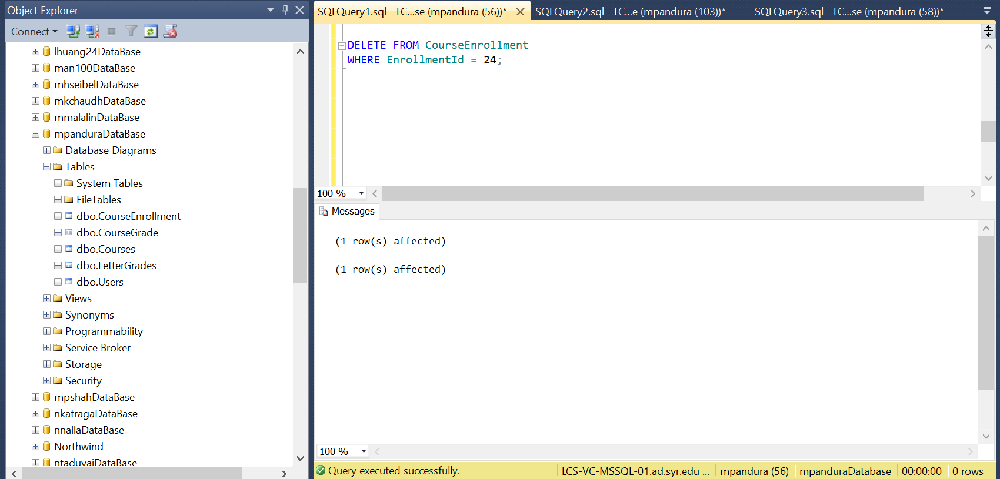 Object Explorer
Connect
lhuang24DataBase
man100DataBase
mhseibelDataBase
mkchaudhDataBase
mmalalinDataBase
mpanduraDataBase
Database Diagrams
Tables
System Tables
FileTables
dbo.CourseEnrollment
dbo.CourseGrade
dbo.Courses
dbo.LetterGrades
dbo.Users
Views
Synonyms
Programmability
Service Broker
Storage
Security
mpshahDataBase
nkatragaDataBase
nnallaDataBase
Northwind
ntaduvaiDataBase
SQLQuery1.sql - LC...se (mpandura (56))* SQLQuery2.sql - LC...e (mpandura (103))* SQLQuery3.sql - LC...se (mpandura (58))*
DELETE FROM CourseEnrollment
WHERE EnrollmentId = 24;
100 %
Messages
(1 row(s) affected)
(1 row(s) affected)
100 %
Query executed successfully. LCS-VC-MSSQL-01.ad.syr.edu ... mpandura (56) mpanduraDatabase 00:00:00 0 rows